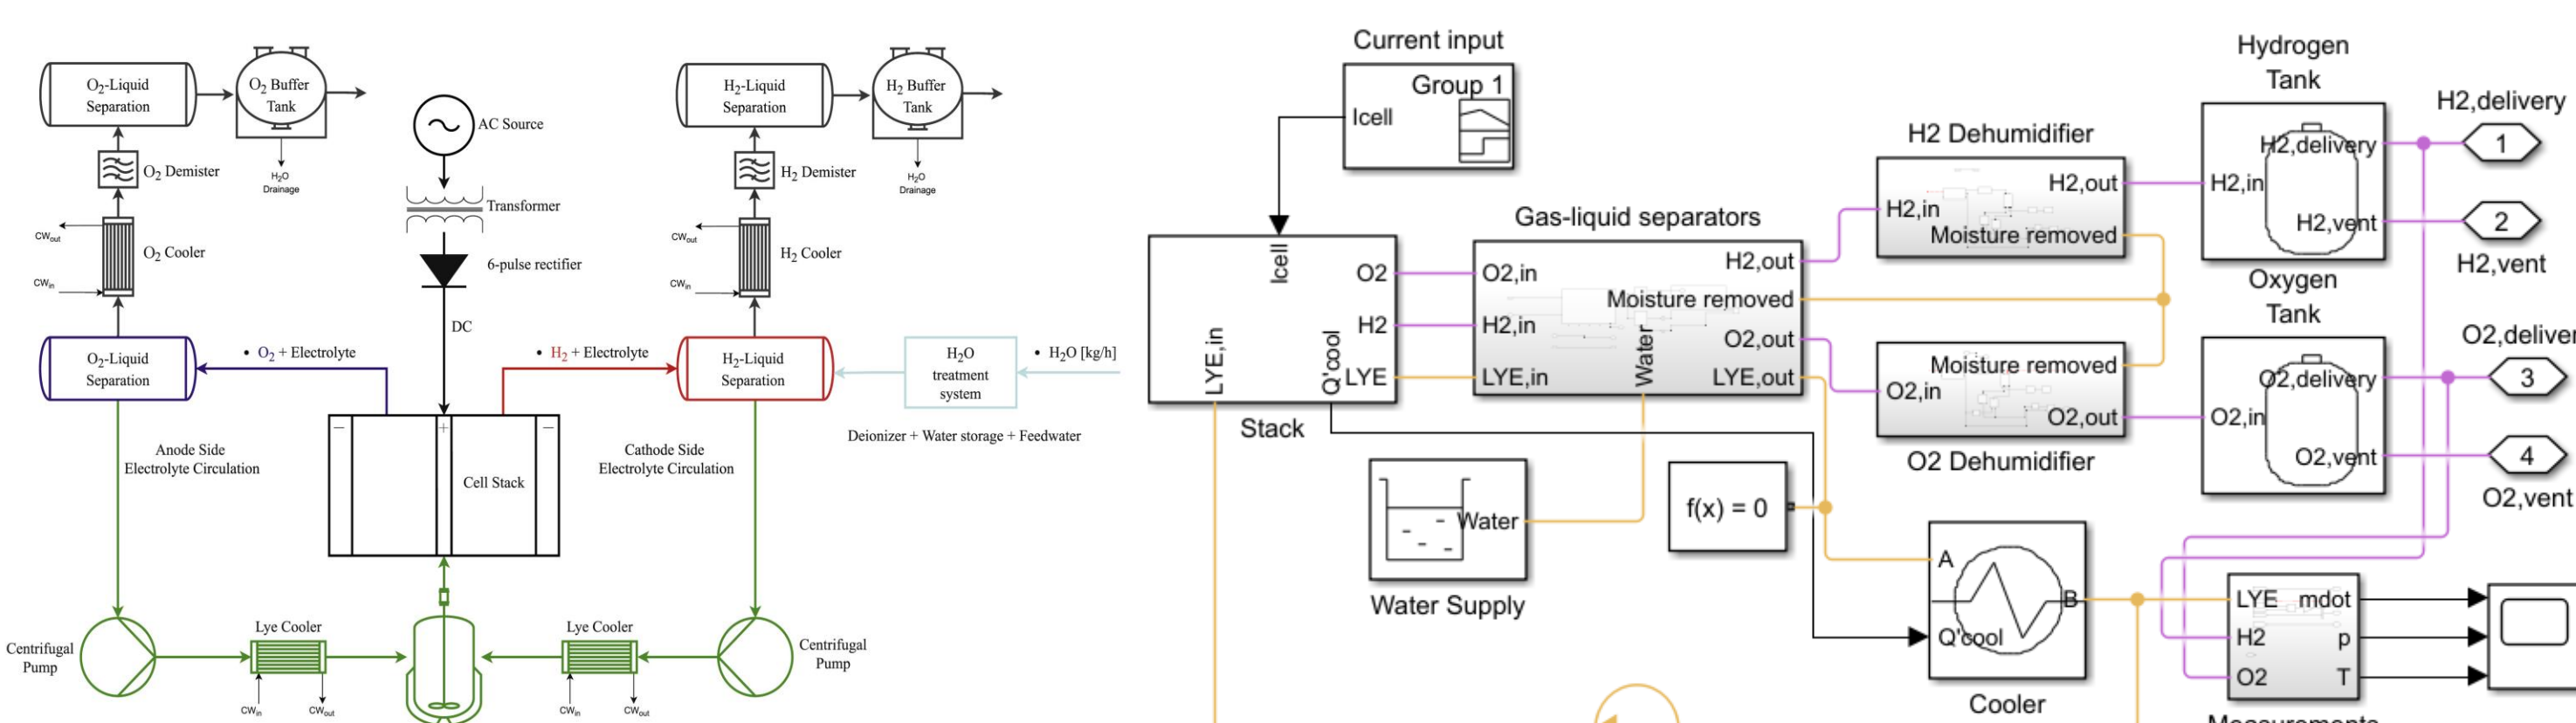 O₂-Liquid
Separation
O₂ Buffer
Tank
H₂O
Drainage
O₂ Demister
CWout
CWin
O₂ Cooler
O₂-Liquid
Separation
• O₂ + Electrolyte
Anode Side
Electrolyte Circulation
Centrifugal
Pump
Lye Cooler
CWin
CWout
AC Source
Transformer
6-pulse rectifier
DC
−
+
−
Cell Stack
H₂-Liquid
Separation
H₂ Buffer
Tank
H₂O
Drainage
H₂ Demister
CWout
CWin
H₂ Cooler
• H₂ + Electrolyte
H₂-Liquid
Separation
H₂O
treatment
system
• H₂O [kg/h]
Deionizer + Water storage + Feedwater
Cathode Side
Electrolyte Circulation
Lye Cooler
CWin
CWout
Centrifugal
Pump
Current input
Group 1
Icell
Icell
LYE,in
Q'cool
O2
H2
LYE
Stack
Gas-liquid separators
O2,in
H2,in
LYE,in
Water
H2,out
Moisture removed
O2,out
LYE,out
Water
Water Supply
f(x) = 0
H2 Dehumidifier
H2,in
H2,out
Moisture removed
Moisture removed
O2,in
O2,out
O2 Dehumidifier
Hydrogen
Tank
H2,in
H2,delivery
H2,vent
H2,delivery
1
2
H2,vent
Oxygen
Tank
O2,in
O2,delivery
O2,vent
O2,deliver
3
4
O2,vent
A
B
Q'cool
Cooler
LYE
H2
O2
mdot
p
T
Measurements